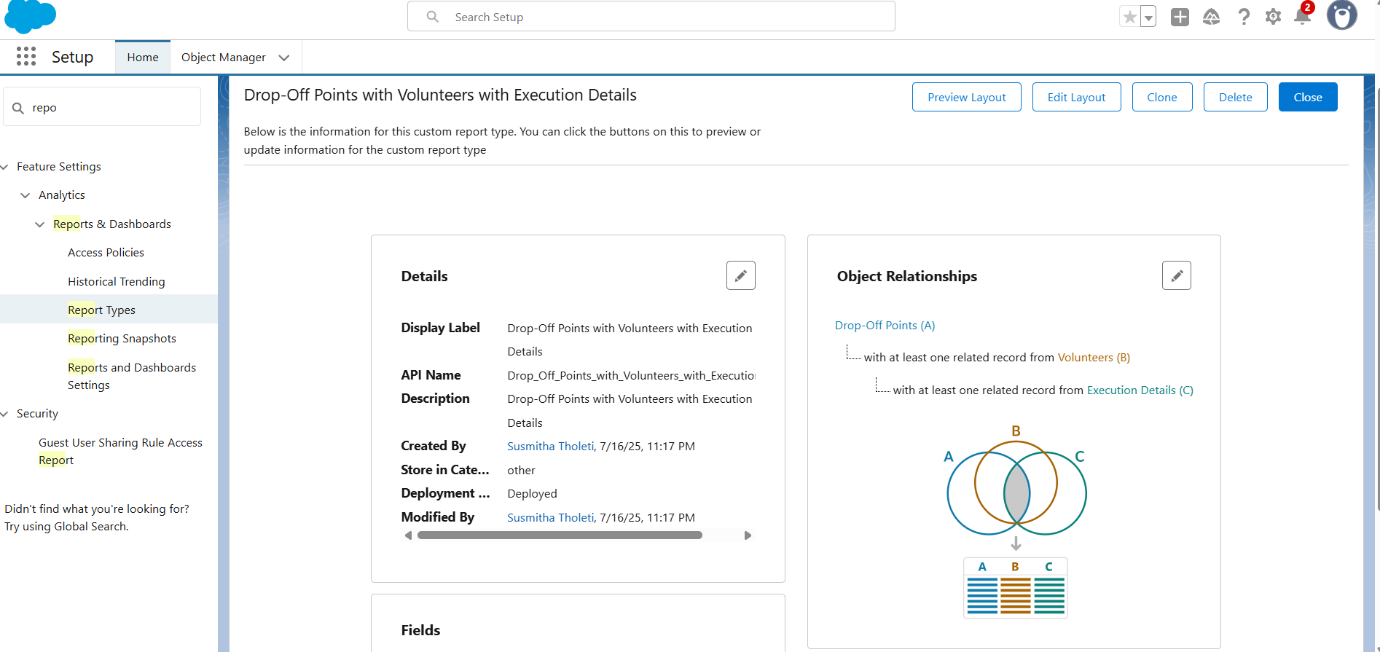 Search Setup
2
Setup
Home
Object Manager
repo
Feature Settings
Analytics
Reports & Dashboards
Access Policies
Historical Trending
Report Types
Reporting Snapshots
Reports and Dashboards
Settings
Security
Guest User Sharing Rule Access
Report
Didn't find what you're looking for?
Try using Global Search.
Drop-Off Points with Volunteers with Execution Details
Preview Layout
Edit Layout
Clone
Delete
Close
Below is the information for this custom report type. You can click the buttons on this to preview or
update information for the custom report type
Details
Display Label Drop-Off Points with Volunteers with Execution
Details
API Name Drop_Off_Points_with_Volunteers_with_Executio
Description Drop-Off Points with Volunteers with Execution
Details
Created By Susmitha Tholeti, 7/16/25, 11:17 PM
Store in Cate... other
Deployment ... Deployed
Modified By Susmitha Tholeti, 7/16/25, 11:17 PM
Fields
Object Relationships
Drop-Off Points (A)
with at least one related record from Volunteers (B)
with at least one related record from Execution Details (C)
B
A
C
A B C